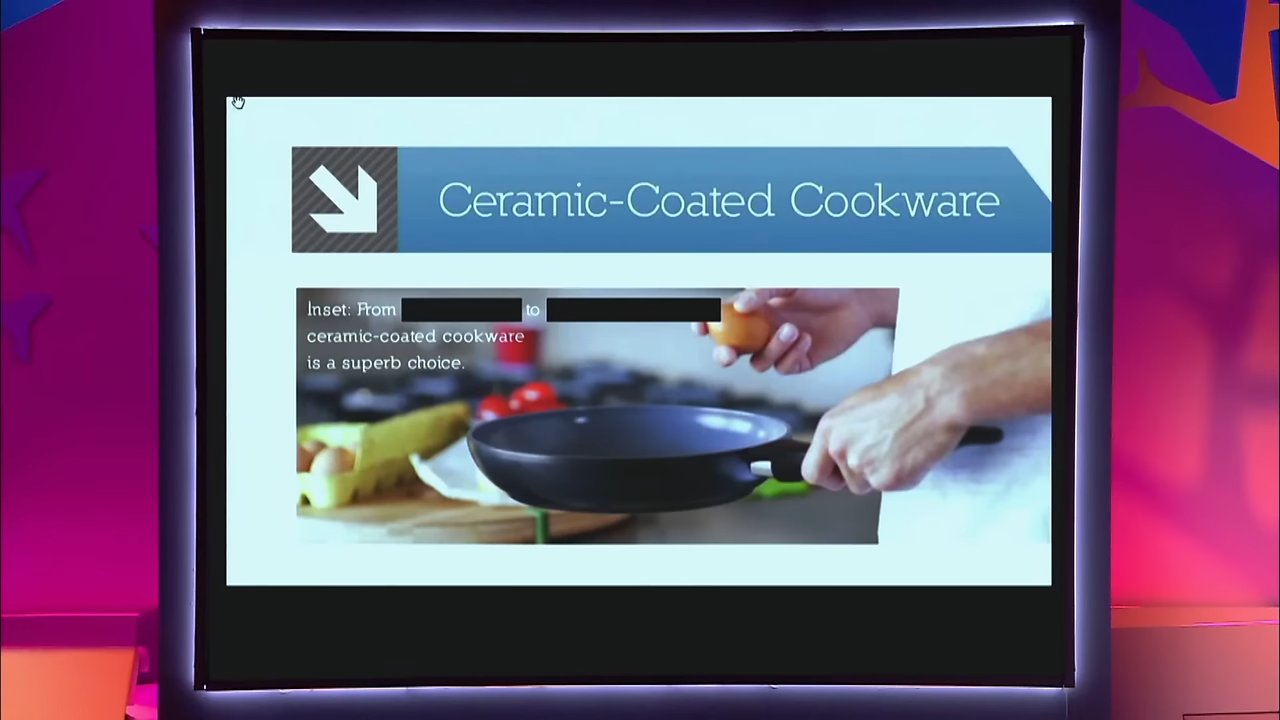 Ceramic-Coated Cookware
Inset: From to
ceramic-coated cookware
is a superb choice.